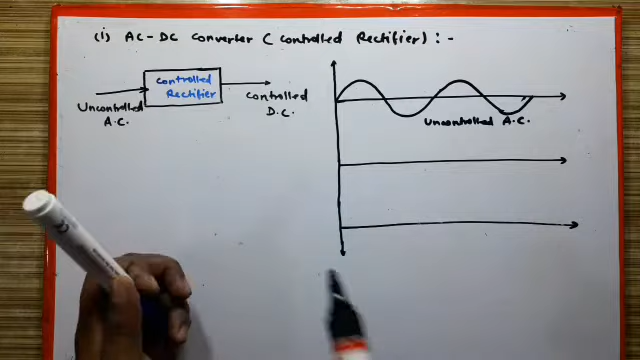 (i) AC-DC Converter (Controlled Rectifier) : -
Controlled
Rectifier
Uncontrolled
A.C.
Controlled
D.C.
Uncontrolled A.C.